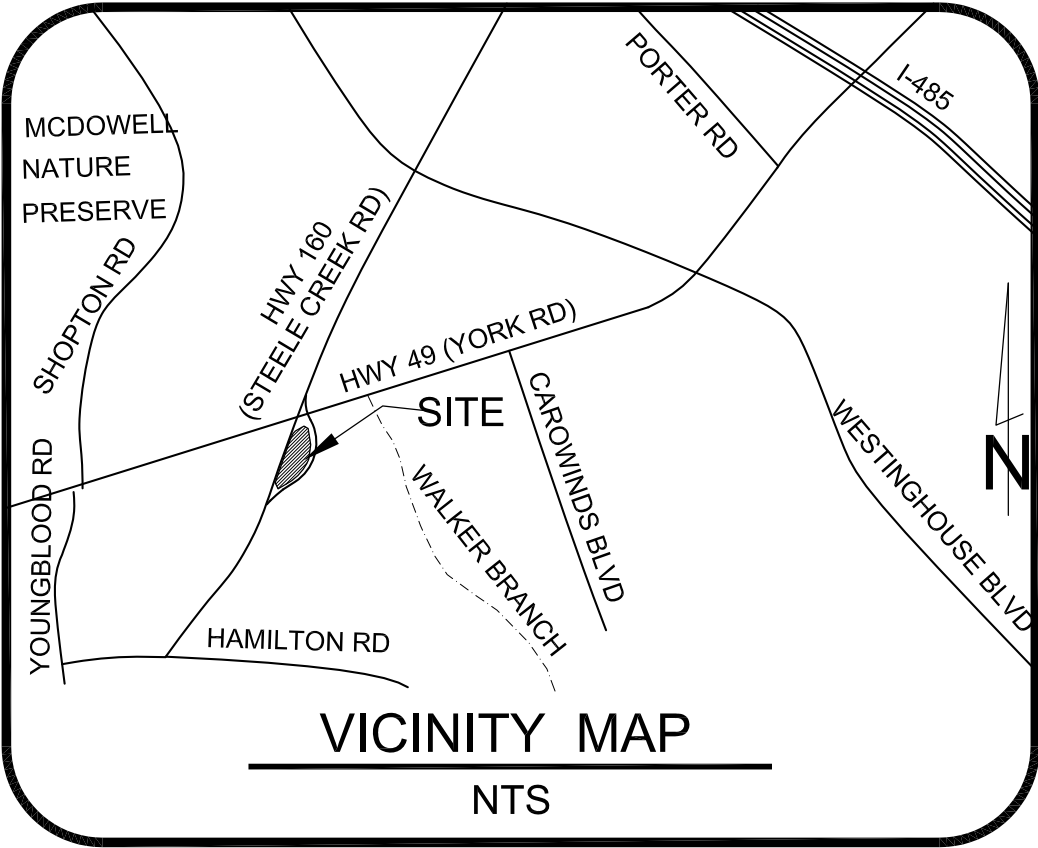 PORTER RD
I-485
MCDOWELL
NATURE
PRESERVE
SHOPTON RD
HWY 160
(STEELE CREEK RD)
HWY 49 (YORK RD)
SITE
CAROWINDS BLVD
WESTINGHOUSE BLVD
N
YOUNGBLOOD RD
WALKER BRANCH
HAMILTON RD
VICINITY MAP
NTS